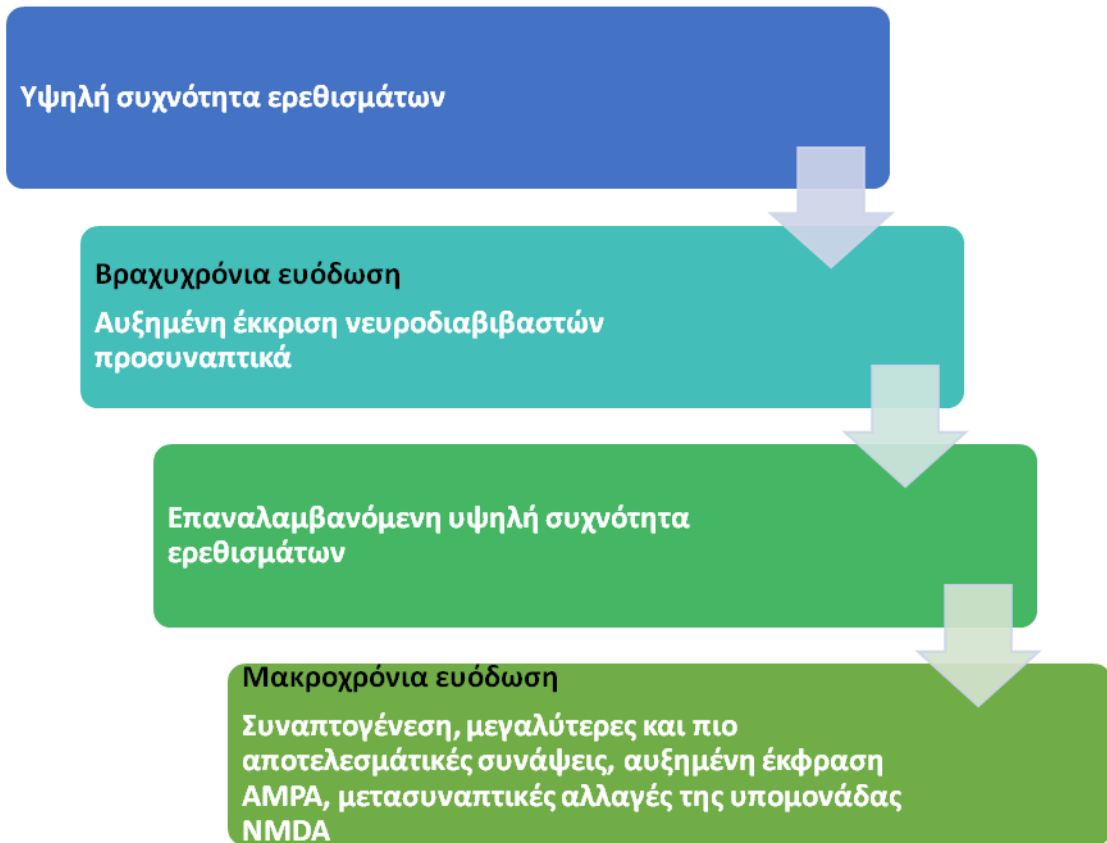 Υψηλή συχνότητα ερεθισμάτων
Βραχυχρόνια ευόδωση
Αυξημένη έκκριση νευροδιαβιβαστών
προσυναπτικά
Επαναλαμβανόμενη υψηλή συχνότητα
ερεθισμάτων
Μακροχρόνια ευόδωση
Συναπτογένεση, μεγαλύτερες και πιο
αποτελεσμάτικές συνάψεις, αυξημένη έκφραση
AMPA, μετασυναπτικές αλλαγές της υπομονάδας
NMDA